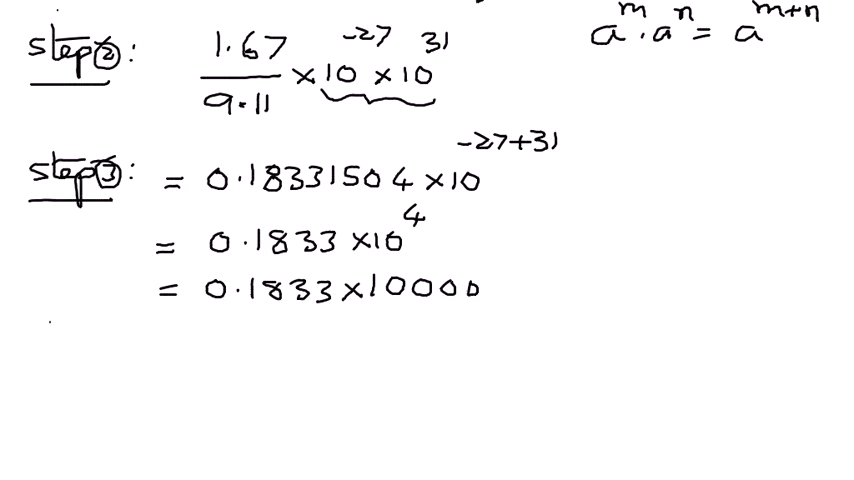 step②: 1.67/9.11 × 10^-27 × 10^31 a^m . a^n = a^m+n
step③: = 0.18331504 × 10^-27+31
= 0.1833 × 10^4
= 0.1833 × 10000